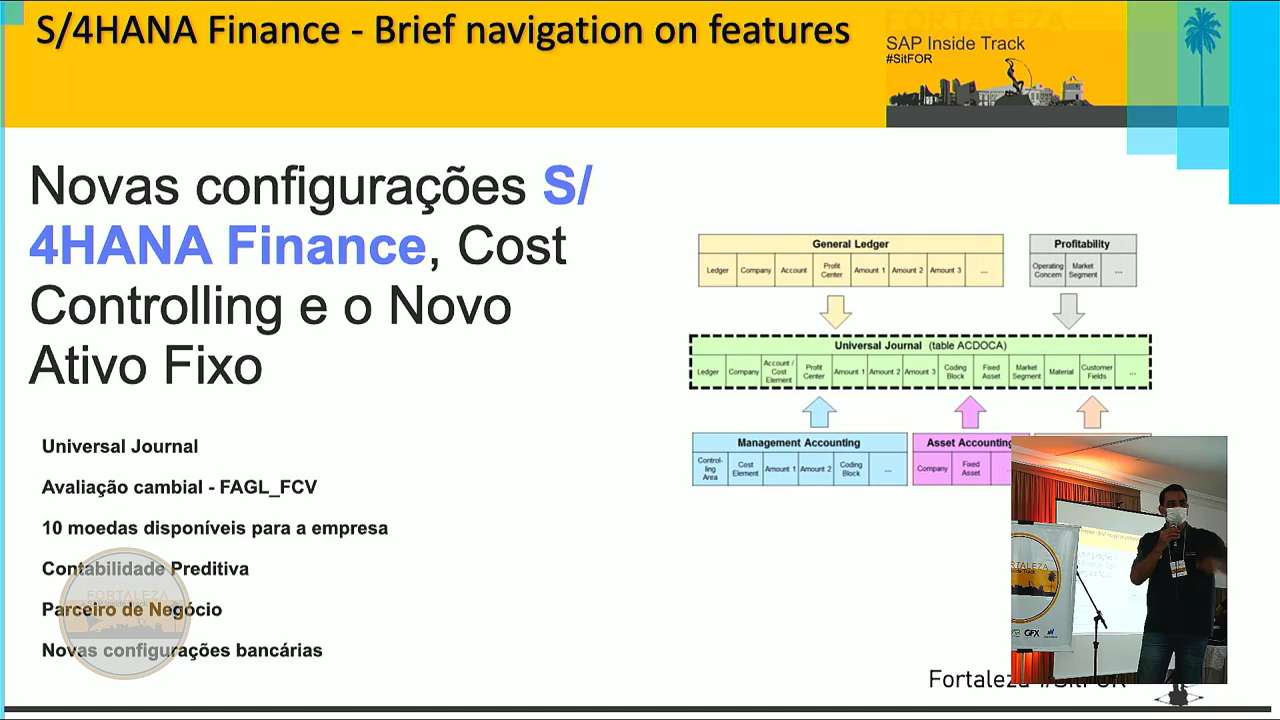 S/4HANA Finance - Brief navigation on features
SAP Inside Track
#SitFOR
Novas configurações S/
4HANA Finance, Cost
Controlling e o Novo
Ativo Fixo
Universal Journal
Avaliação cambial - FAGL_FCV
10 moedas disponíveis para a empresa
Contabilidade Preditiva
Parceiro de Negócio
Novas configurações bancárias
General Ledger
Ledger Company Account Profit Center Amount 1 Amount 2 Amount 3 ...
Profitability
Operating Concern Market Segment ...
Universal Journal (table ACDOCA)
Ledger Company Account / Cost Element Profit Center Amount 1 Amount 2 Amount 3 Coding Block Fixed Asset Market Segment Material Customer Fields ...
Management Accounting
Control-ling Area Cost Element Amount 1 Amount 2 Coding Block ...
Asset Accounting
Company Fixed Asset
FORTALEZA
Fortaleza #SitFOR